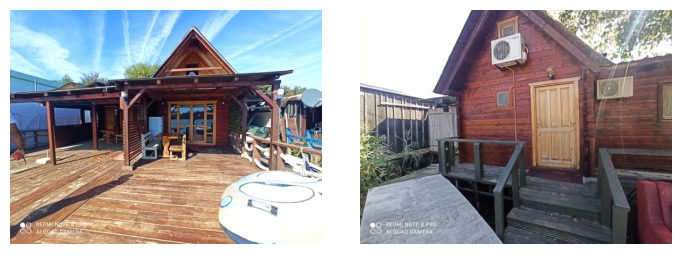 REDMI NOTE 8 PRO
AI QUAD CAMERA
REDMI NOTE 8 PRO
AI QUAD CAMERA